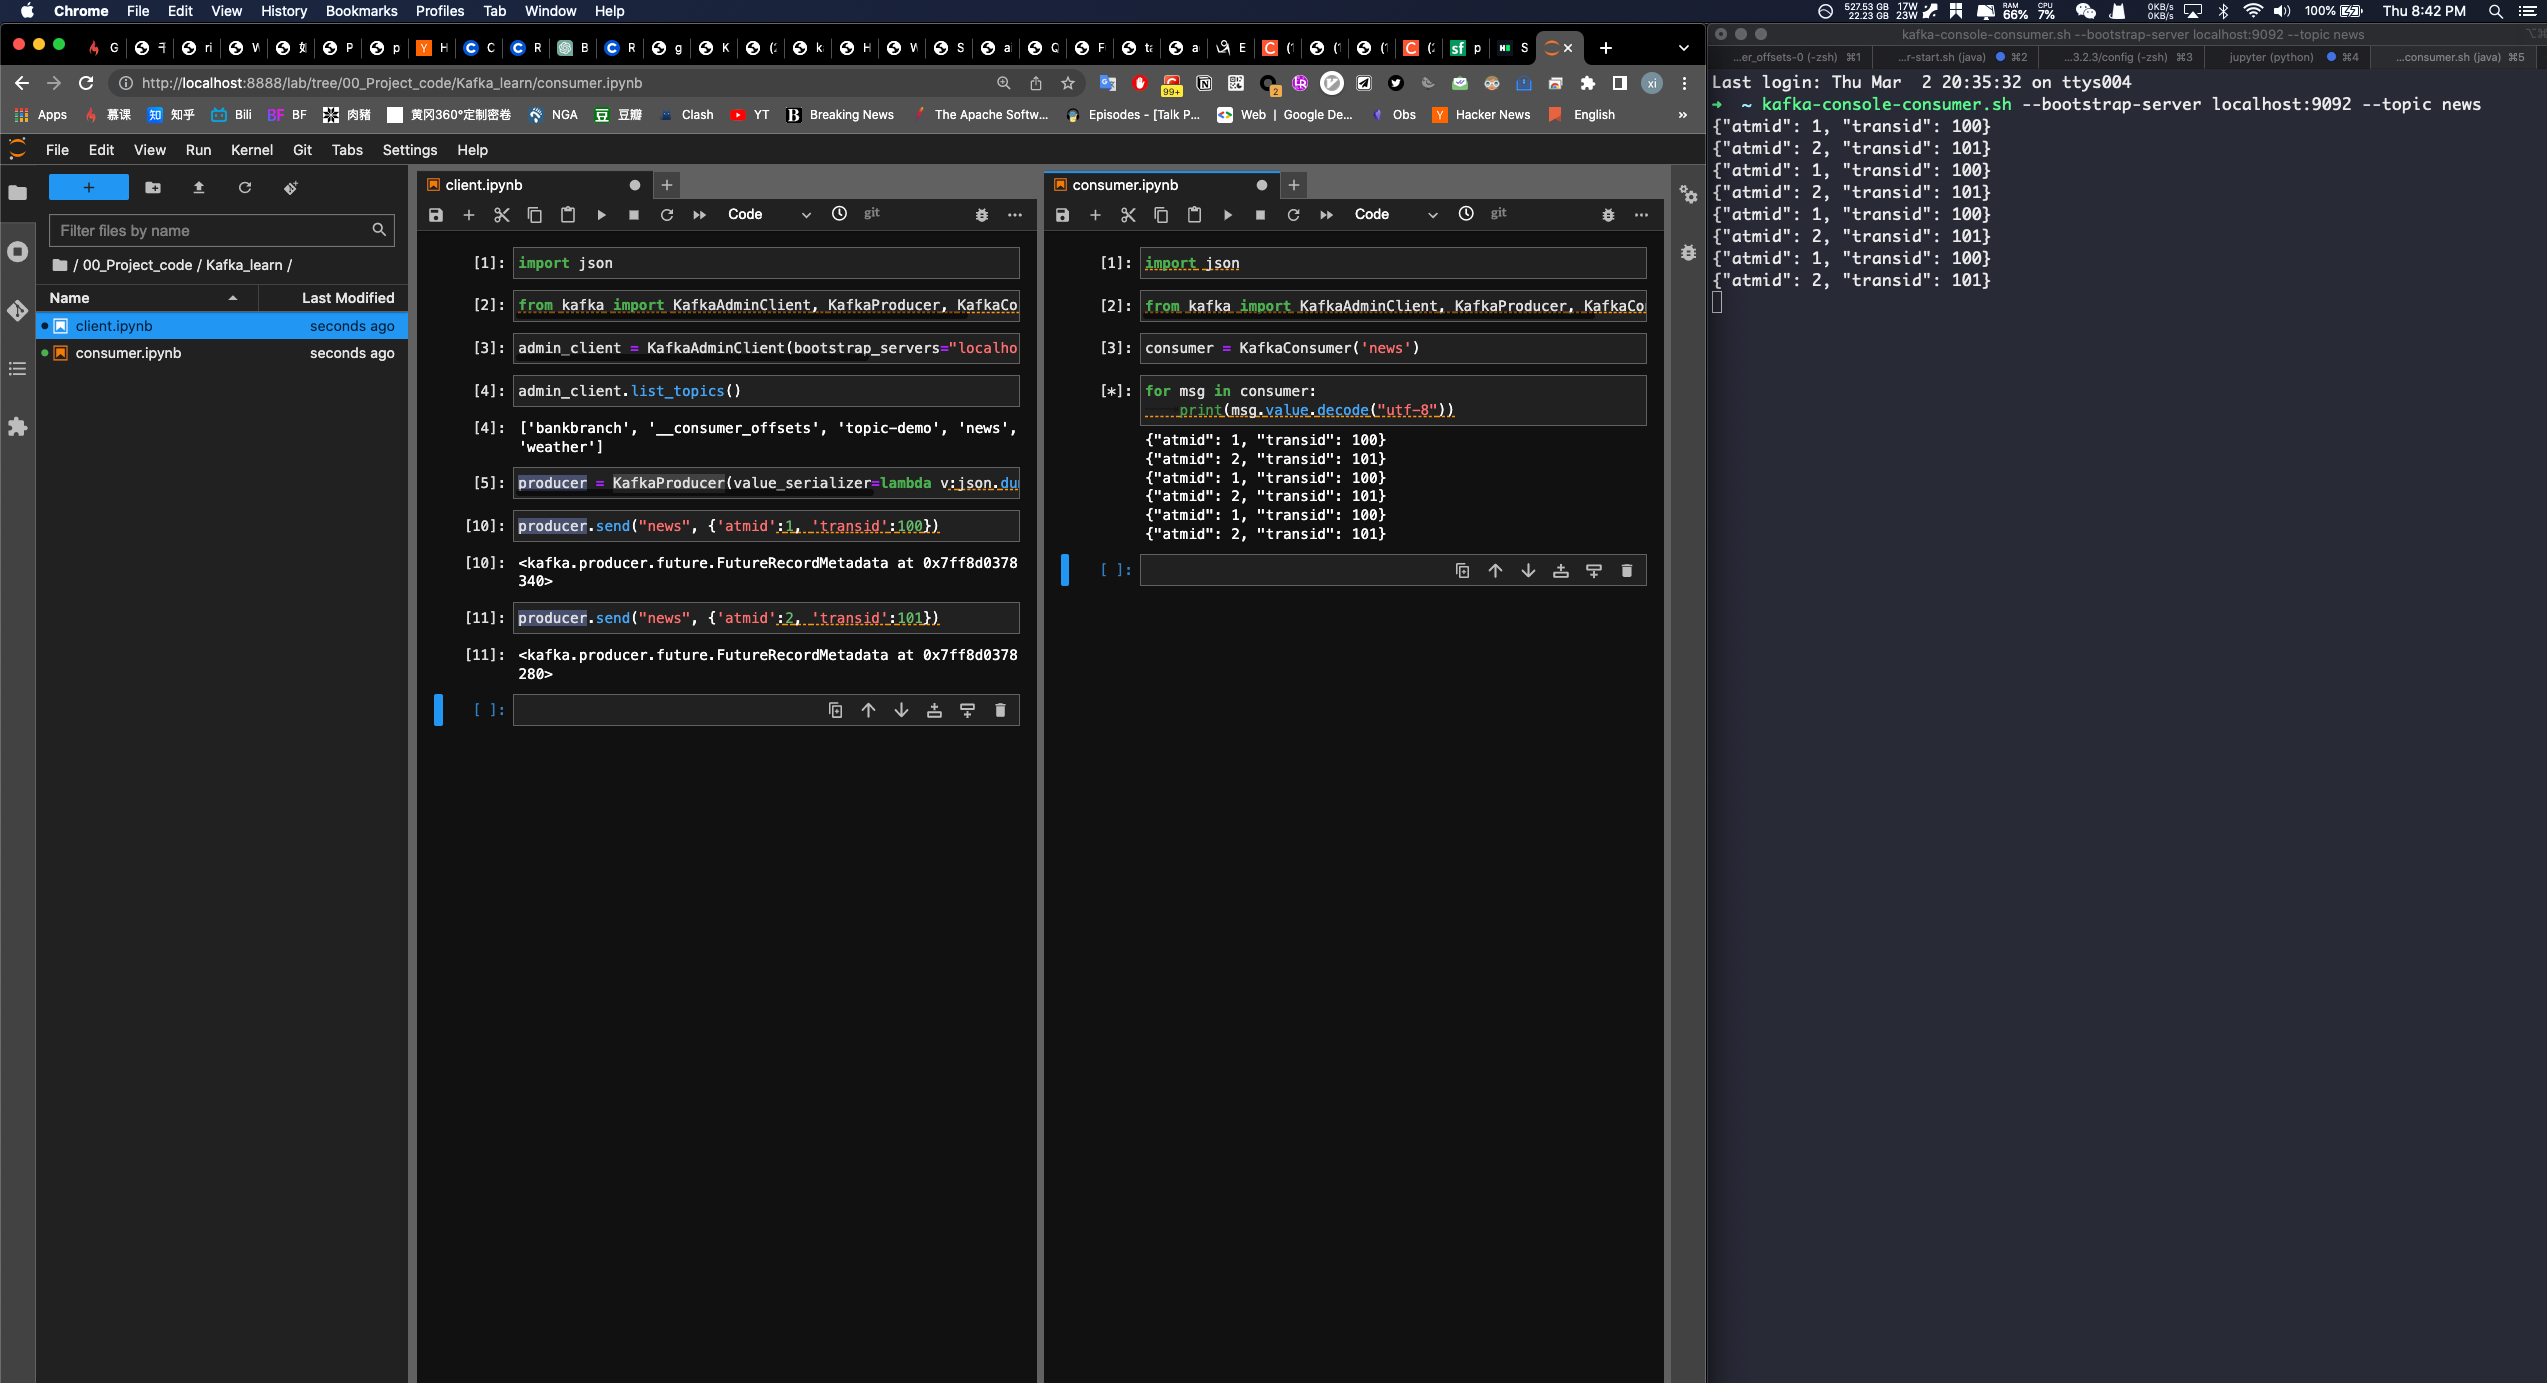 Chrome File Edit View History Bookmarks Profiles Tab Window Help
527.53 GB 17W RAM CPU 0KB/s
22.23 GB 23W 66% 7% 0KB/s 100% Thu 8:42 PM
http://localhost:8888/lab/tree/00_Project_code/Kafka_learn/consumer.ipynb
99+ 2 xi
Apps 慕课 知乎 Bili BF 肉豬 黄冈360°定制密卷 NGA 豆瓣 Clash YT Breaking News The Apache Softw... Episodes - [Talk P... Web | Google De... Obs Hacker News English »
File Edit View Run Kernel Git Tabs Settings Help
Filter files by name
/ 00_Project_code / Kafka_learn /
Name Last Modified
client.ipynb seconds ago
consumer.ipynb seconds ago
client.ipynb
Code git
[1]: import json
[2]: from kafka import KafkaAdminClient, KafkaProducer, KafkaCo
[3]: admin_client = KafkaAdminClient(bootstrap_servers="localho
[4]: admin_client.list_topics()
[4]: ['bankbranch', '__consumer_offsets', 'topic-demo', 'news',
'weather']
[5]: producer = KafkaProducer(value_serializer=lambda v:json.du
[10]: producer.send("news", {'atmid':1, 'transid':100})
[10]: <kafka.producer.future.FutureRecordMetadata at 0x7ff8d0378
340>
[11]: producer.send("news", {'atmid':2, 'transid':101})
[11]: <kafka.producer.future.FutureRecordMetadata at 0x7ff8d0378
280>
[ ]:
consumer.ipynb
Code git
[1]: import json
[2]: from kafka import KafkaAdminClient, KafkaProducer, KafkaCo
[3]: consumer = KafkaConsumer('news')
[*]: for msg in consumer:
print(msg.value.decode("utf-8"))
{"atmid": 1, "transid": 100}
{"atmid": 2, "transid": 101}
{"atmid": 1, "transid": 100}
{"atmid": 2, "transid": 101}
{"atmid": 1, "transid": 100}
{"atmid": 2, "transid": 101}
[ ]:
kafka-console-consumer.sh --bootstrap-server localhost:9092 --topic news
...er_offsets-0 (-zsh) ⌘1 ...r-start.sh (java) ⌘2 ...3.2.3/config (-zsh) ⌘3 jupyter (python) ⌘4 ...consumer.sh (java) ⌘5
Last login: Thu Mar 2 20:35:32 on ttys004
➜ ~ kafka-console-consumer.sh --bootstrap-server localhost:9092 --topic news
{"atmid": 1, "transid": 100}
{"atmid": 2, "transid": 101}
{"atmid": 1, "transid": 100}
{"atmid": 2, "transid": 101}
{"atmid": 1, "transid": 100}
{"atmid": 2, "transid": 101}
{"atmid": 1, "transid": 100}
{"atmid": 2, "transid": 101}